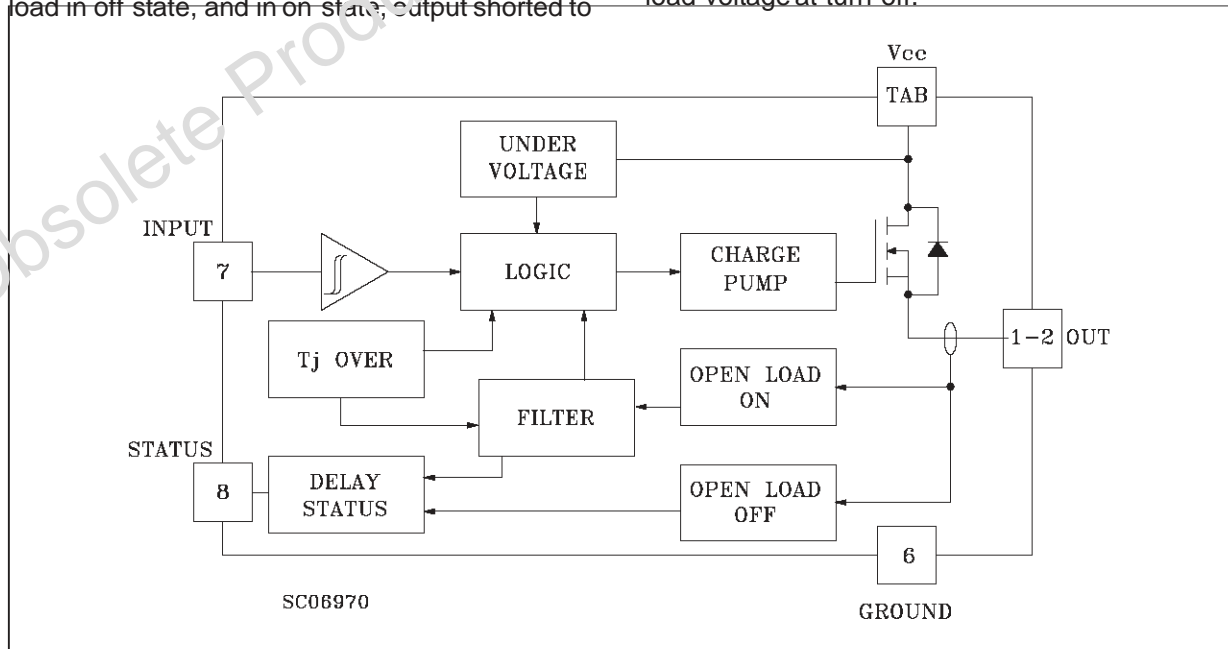 load in off state, and in on state, output shorted to
load voltage at turn-off.
Obsolete Produ
Vcc
TAB
UNDER
VOLTAGE
INPUT
7
LOGIC
CHARGE
PUMP
Tj OVER
1-2 OUT
OPEN LOAD
ON
FILTER
STATUS
8
DELAY
STATUS
OPEN LOAD
OFF
6
SC06970
GROUND